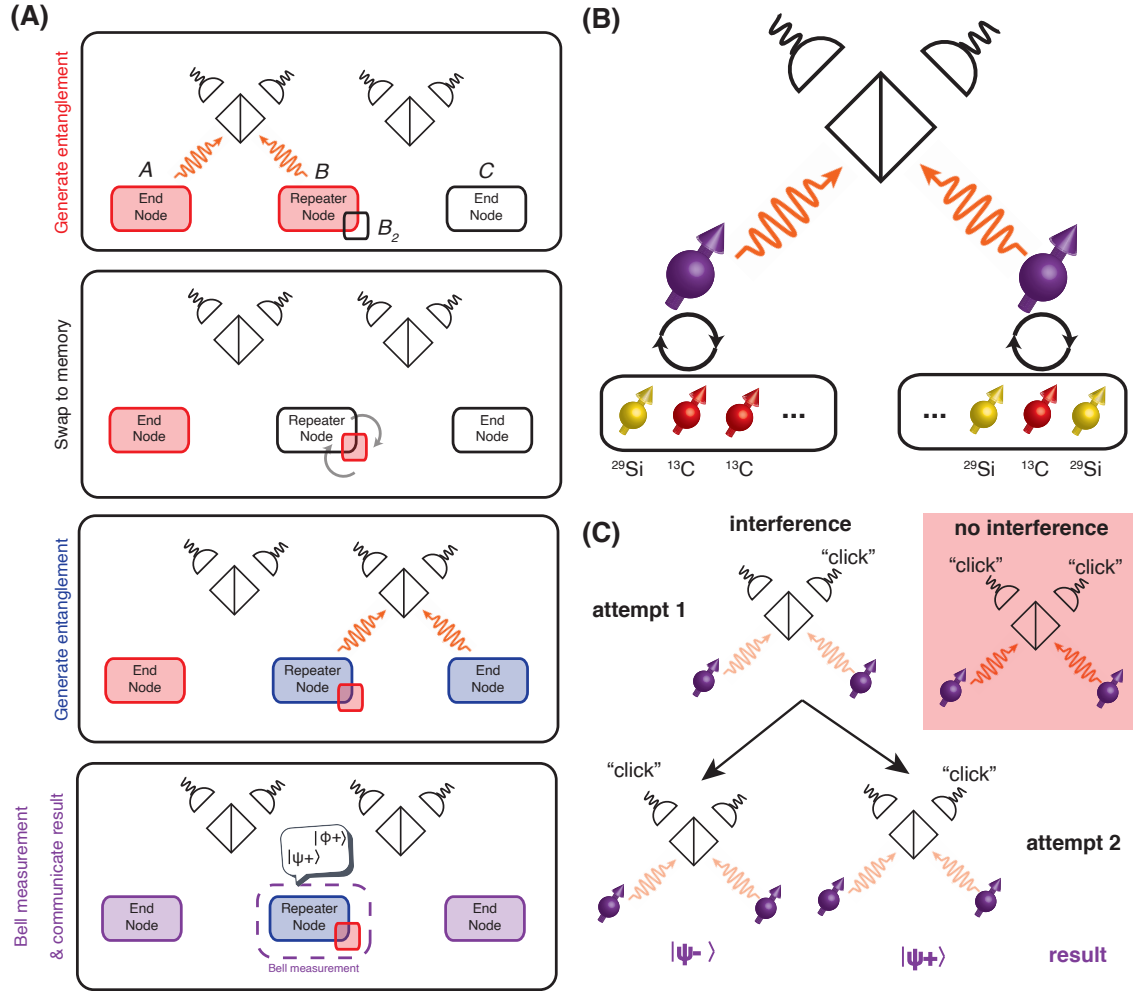 (A)
Generate entanglement
A
B
C
End
Node
Repeater
Node
End
Node
B2
Swap to memory
End
Node
Repeater
Node
End
Node
Generate entanglement
End
Node
Repeater
Node
End
Node
Bell measurement
& communicate result
|Φ+⟩
|ψ+⟩
End
Node
Repeater
Node
End
Node
Bell measurement
(B)
...
...
²⁹Si
¹³C
¹³C
²⁹Si
¹³C
²⁹Si
(C)
interference
no interference
"click"
"click"
"click"
attempt 1
"click"
"click"
attempt 2
|ψ- ⟩
|ψ+⟩
result